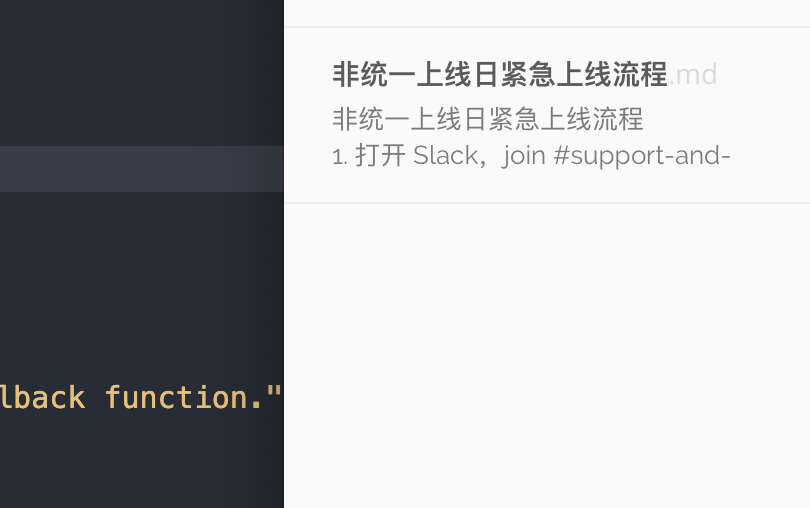 非统一上线日紧急上线流程.md
非统一上线日紧急上线流程
1. 打开 Slack，join #support-and-
lback function."